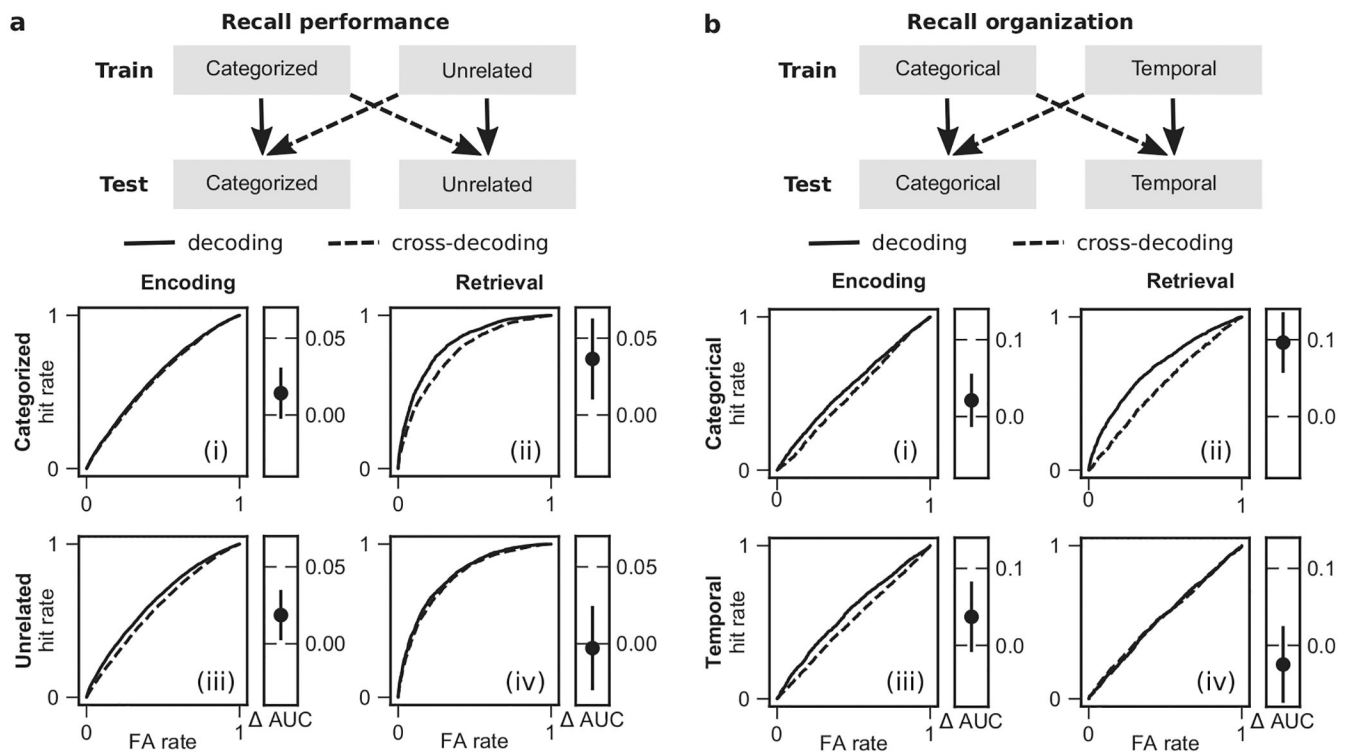 a
Recall performance
Train
Categorized
Unrelated
Test
Categorized
Unrelated
decoding
cross-decoding
Encoding
Retrieval
Categorized
hit rate
1
0
0
1
(i)
0.05
0.00
0
1
(ii)
0.05
0.00
Unrelated
hit rate
1
0
0
1
FA rate
(iii)
0.05
0.00
Δ AUC
0
1
FA rate
(iv)
0.05
0.00
Δ AUC
b
Recall organization
Train
Categorical
Temporal
Test
Categorical
Temporal
decoding
cross-decoding
Encoding
Retrieval
Categorical
hit rate
1
0
0
1
(i)
0.1
0.0
1
0
0
1
(ii)
0.1
0.0
Temporal
hit rate
1
0
0
1
FA rate
(iii)
0.1
0.0
Δ AUC
1
0
0
1
FA rate
(iv)
0.1
0.0
Δ AUC